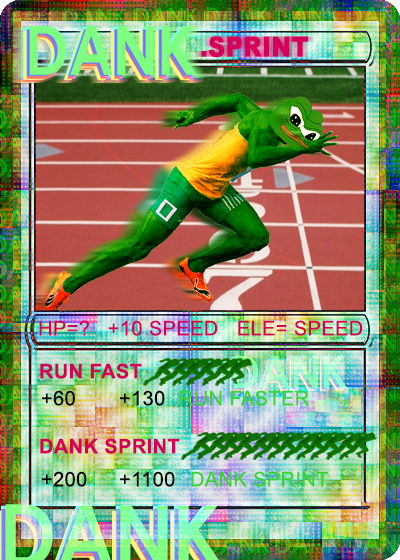 DANK .SPRINT
HP=? +10 SPEED ELE= SPEED
RUN FAST
DANK
+60 +130 RUN FASTER
DANK SPRINT
+200 +1100 DANK SPRINT
DANK